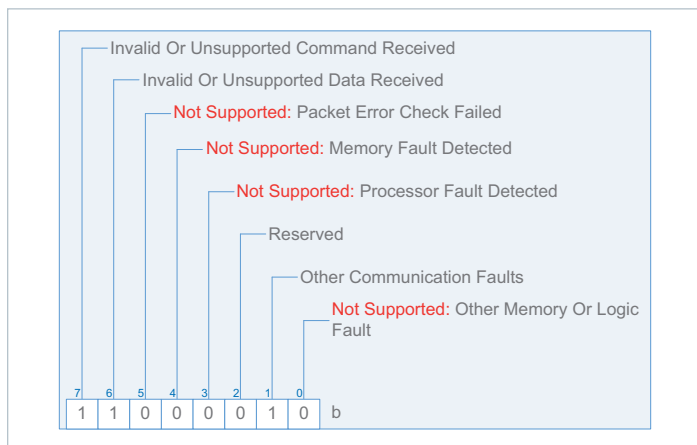 Invalid Or Unsupported Command Received
Invalid Or Unsupported Data Received
Not Supported: Packet Error Check Failed
Not Supported: Memory Fault Detected
Not Supported: Processor Fault Detected
Reserved
Other Communication Faults
Not Supported: Other Memory Or Logic
Fault
7 6 5 4 3 2 1 0
1 1 0 0 0 0 1 0 b